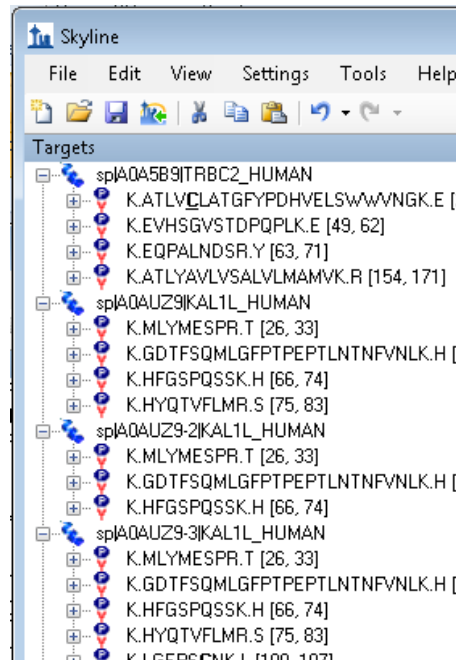 Skyline
File Edit View Settings Tools Help
Targets
sp|A0A5B9|TRBC2_HUMAN
K.ATLVCLATGFYPDHVELSWWVNGK.E [
K.EVHSGVSTDPQPLK.E [49, 62]
K.EQPALNDSR.Y [63, 71]
K.ATLYAVLVSALVLMAMVK.R [154, 171]
sp|A0AUZ9|KAL1L_HUMAN
K.MLYMESPR.T [26, 33]
K.GDTFSQMLGFPTPEPTLNTNFVNLK.H [
K.HFGSPQSSK.H [66, 74]
K.HYQTVFLMR.S [75, 83]
sp|A0AUZ9-2|KAL1L_HUMAN
K.MLYMESPR.T [26, 33]
K.GDTFSQMLGFPTPEPTLNTNFVNLK.H [
K.HFGSPQSSK.H [66, 74]
sp|A0AUZ9-3|KAL1L_HUMAN
K.MLYMESPR.T [26, 33]
K.GDTFSQMLGFPTPEPTLNTNFVNLK.H [
K.HFGSPQSSK.H [66, 74]
K.HYQTVFLMR.S [75, 83]